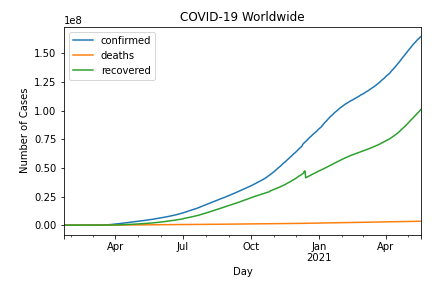 COVID-19 Worldwide
1e8
confirmed
deaths
recovered
1.50
1.25
1.00
0.75
0.50
0.25
0.00
Number of Cases
Apr
Jul
Oct
Jan
2021
Apr
Day